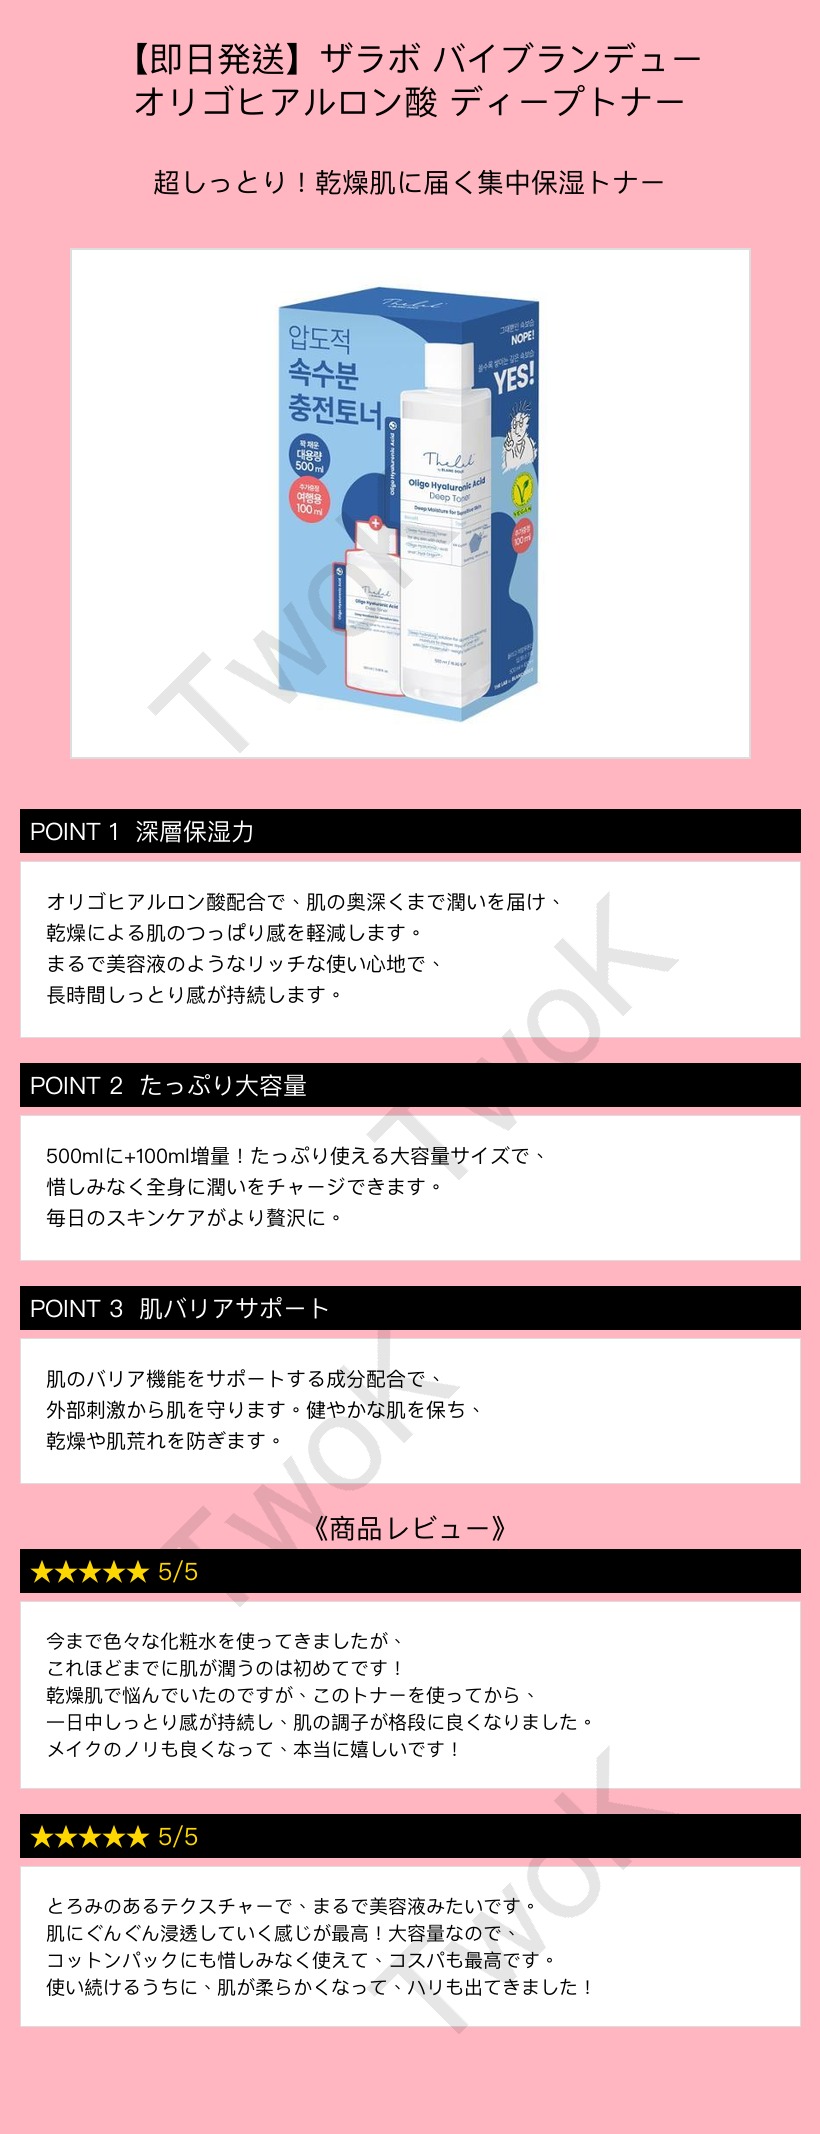 【即日発送】ザラボ バイブランデュー
オリゴヒアルロン酸 ディープトナー
超しっとり！乾燥肌に届く集中保湿トナー
압도적
속수분
충전토너
꽉 채운
대용량
500 ml
추가증정
여행용
100 ml
NOPE!
YES!
VEGAN
추가증정
100 ml
Thelab
by BLANC DOUX
Oligo Hyaluronic Acid
Deep Toner
Deep Moisture for Sensitive Skin
Oligo Hyaluronic Acid
Oligo Hyaluronic Acid
Deep Toner
TwoK
POINT 1 深層保湿力
オリゴヒアルロン酸配合で、肌の奥深くまで潤いを届け、
乾燥による肌のつっぱり感を軽減します。
まるで美容液のようなリッチな使い心地で、
長時間しっとり感が持続します。
TwoK
POINT 2 たっぷり大容量
500mlに+100ml増量！たっぷり使える大容量サイズで、
惜しみなく全身に潤いをチャージできます。
毎日のスキンケアがより贅沢に。
POINT 3 肌バリアサポート
肌のバリア機能をサポートする成分配合で、
外部刺激から肌を守ります。健やかな肌を保ち、
乾燥や肌荒れを防ぎます。
TwoK
《商品レビュー》
★★★★★ 5/5
今まで色々な化粧水を使ってきましたが、
これほどまでに肌が潤うのは初めてです！
乾燥肌で悩んでいたのですが、このトナーを使ってから、
一日中しっとり感が持続し、肌の調子が格段に良くなりました。
メイクのノリも良くなって、本当に嬉しいです！
★★★★★ 5/5
とろみのあるテクスチャーで、まるで美容液みたいです。
肌にぐんぐん浸透していく感じが最高！大容量なので、
コットンパックにも惜しみなく使えて、コスパも最高です。
使い続けるうちに、肌が柔らかくなって、ハリも出てきました！
TwoK